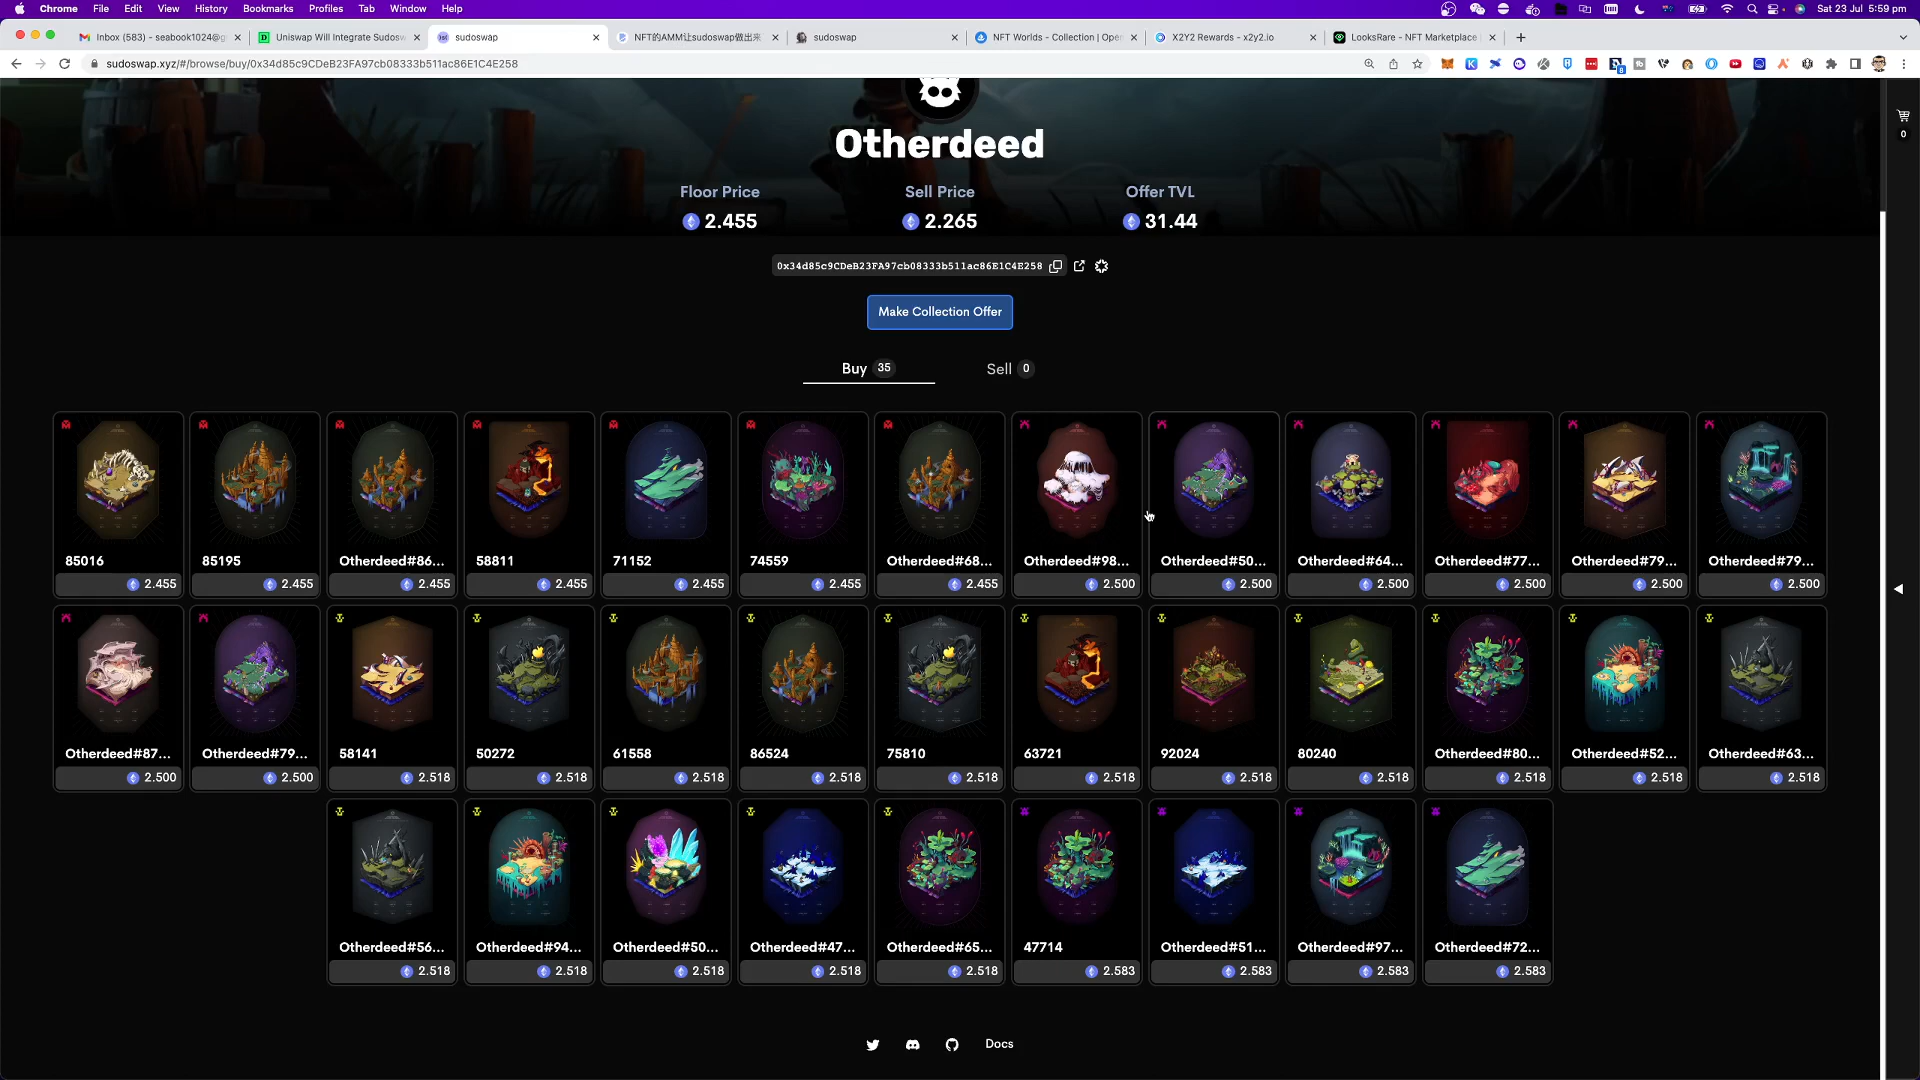 Chrome File Edit View History Bookmarks Profiles Tab Window Help Sat 23 Jul 5:59 pm
Inbox (583) - seabook1024@g Uniswap Will Integrate Sudosw sudoswap NFT的AMM让sudoswap做出来 sudoswap NFT Worlds - Collection | Open X2Y2 Rewards - x2y2.io LooksRare - NFT Marketplace
sudoswap.xyz/#/browse/buy/0x34d85c9CDeB23FA97cb08333b511ac86E1C4E258
0
Otherdeed
Floor Price Sell Price Offer TVL
2.455 2.265 31.44
0x34d85c9CDeB23FA97cb08333b511ac86E1C4E258
Make Collection Offer
Buy 35 Sell 0
85016 85195 Otherdeed#86... 58811 71152 74559 Otherdeed#68... Otherdeed#98... Otherdeed#50... Otherdeed#64... Otherdeed#77... Otherdeed#79... Otherdeed#79...
2.455 2.455 2.455 2.455 2.455 2.455 2.455 2.500 2.500 2.500 2.500 2.500 2.500
Otherdeed#87... Otherdeed#79... 58141 50272 61558 86524 75810 63721 92024 80240 Otherdeed#80... Otherdeed#52... Otherdeed#63...
2.500 2.500 2.518 2.518 2.518 2.518 2.518 2.518 2.518 2.518 2.518 2.518 2.518
Otherdeed#56... Otherdeed#94... Otherdeed#50... Otherdeed#47... Otherdeed#65... 47714 Otherdeed#51... Otherdeed#97... Otherdeed#72...
2.518 2.518 2.518 2.518 2.518 2.583 2.583 2.583 2.583
Docs